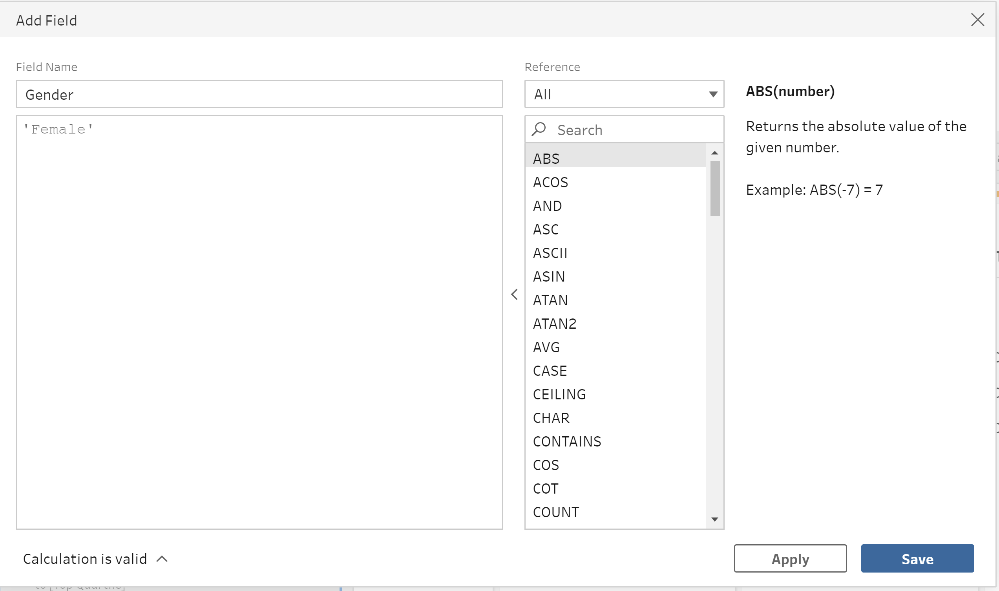 Add Field
Field Name
Gender
'Female'
Reference
All
Search
ABS
ACOS
AND
ASC
ASCII
ASIN
ATAN
ATAN2
AVG
CASE
CEILING
CHAR
CONTAINS
COS
COT
COUNT
ABS(number)
Returns the absolute value of the
given number.
Example: ABS(-7) = 7
Calculation is valid
Apply
Save